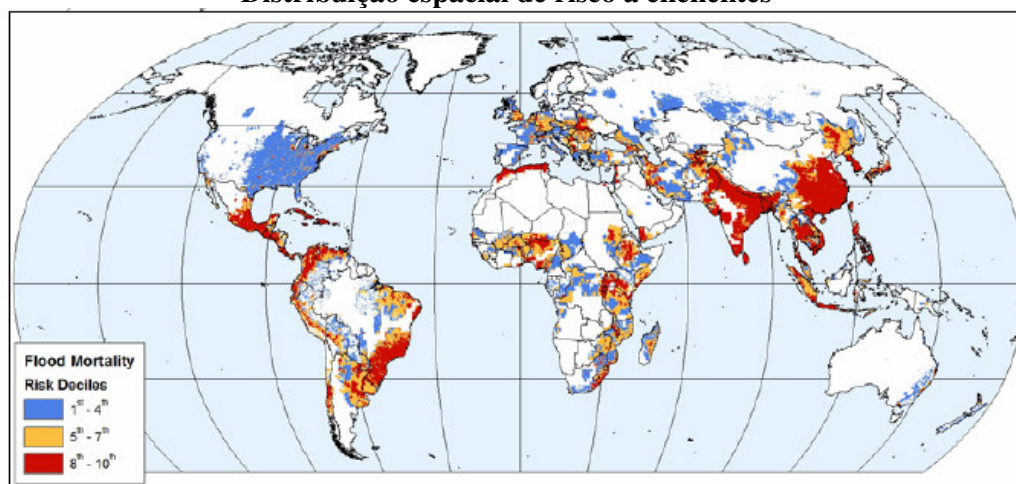 Distribuição espacial de risco a enchentes
Flood Mortality
Risk Deciles
1st - 4th
5th - 7th
8th - 10th